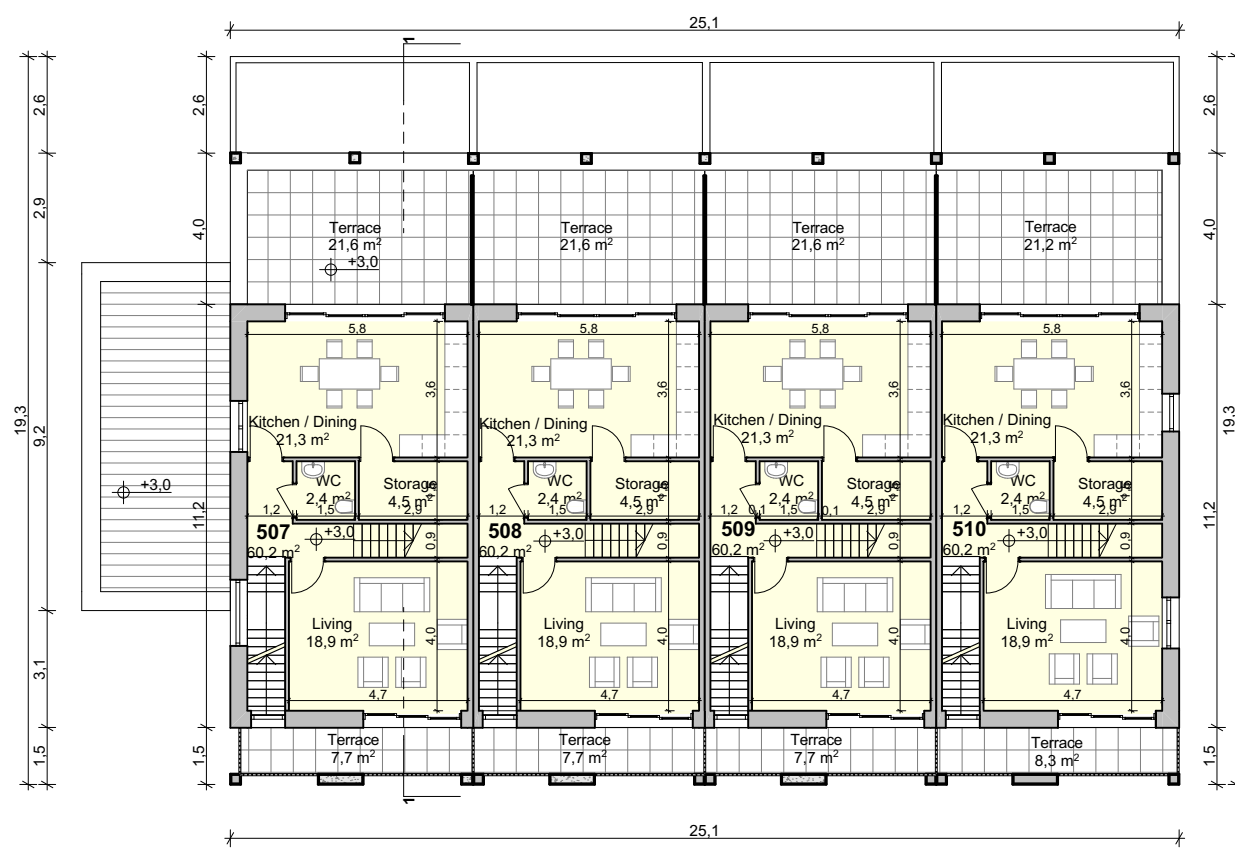 25,1
1
2,6
2,6
2,6
2,6
2,9
4,0
4,0
Terrace
21,6 m²
+3,0
Terrace
21,6 m²
Terrace
21,6 m²
Terrace
21,2 m²
5,8
5,8
5,8
5,8
3,6
3,6
3,6
3,6
19,3
9,2
19,3
Kitchen / Dining
21,3 m²
Kitchen / Dining
21,3 m²
Kitchen / Dining
21,3 m²
Kitchen / Dining
21,3 m²
+3,0
11,2
11,2
WC
2,4 m²
Storage
4,5 m²
WC
2,4 m²
Storage
4,5 m²
WC
2,4 m²
Storage
4,5 m²
WC
2,4 m²
Storage
4,5 m²
1,2 1,5 2,9
1,2 1,5 2,9
1,2 0,1 1,5 0,1 2,9
1,2 1,5 2,9
507
60,2 m²
+3,0
0,9
508
60,2 m²
+3,0
0,9
509
60,2 m²
+3,0
0,9
510
60,2 m²
+3,0
0,9
Living
18,9 m²
4,0
Living
18,9 m²
4,0
Living
18,9 m²
4,0
Living
18,9 m²
4,0
3,1
4,7
4,7
4,7
4,7
1,5
1,5
1,5
Terrace
7,7 m²
Terrace
7,7 m²
Terrace
7,7 m²
Terrace
8,3 m²
1
25,1